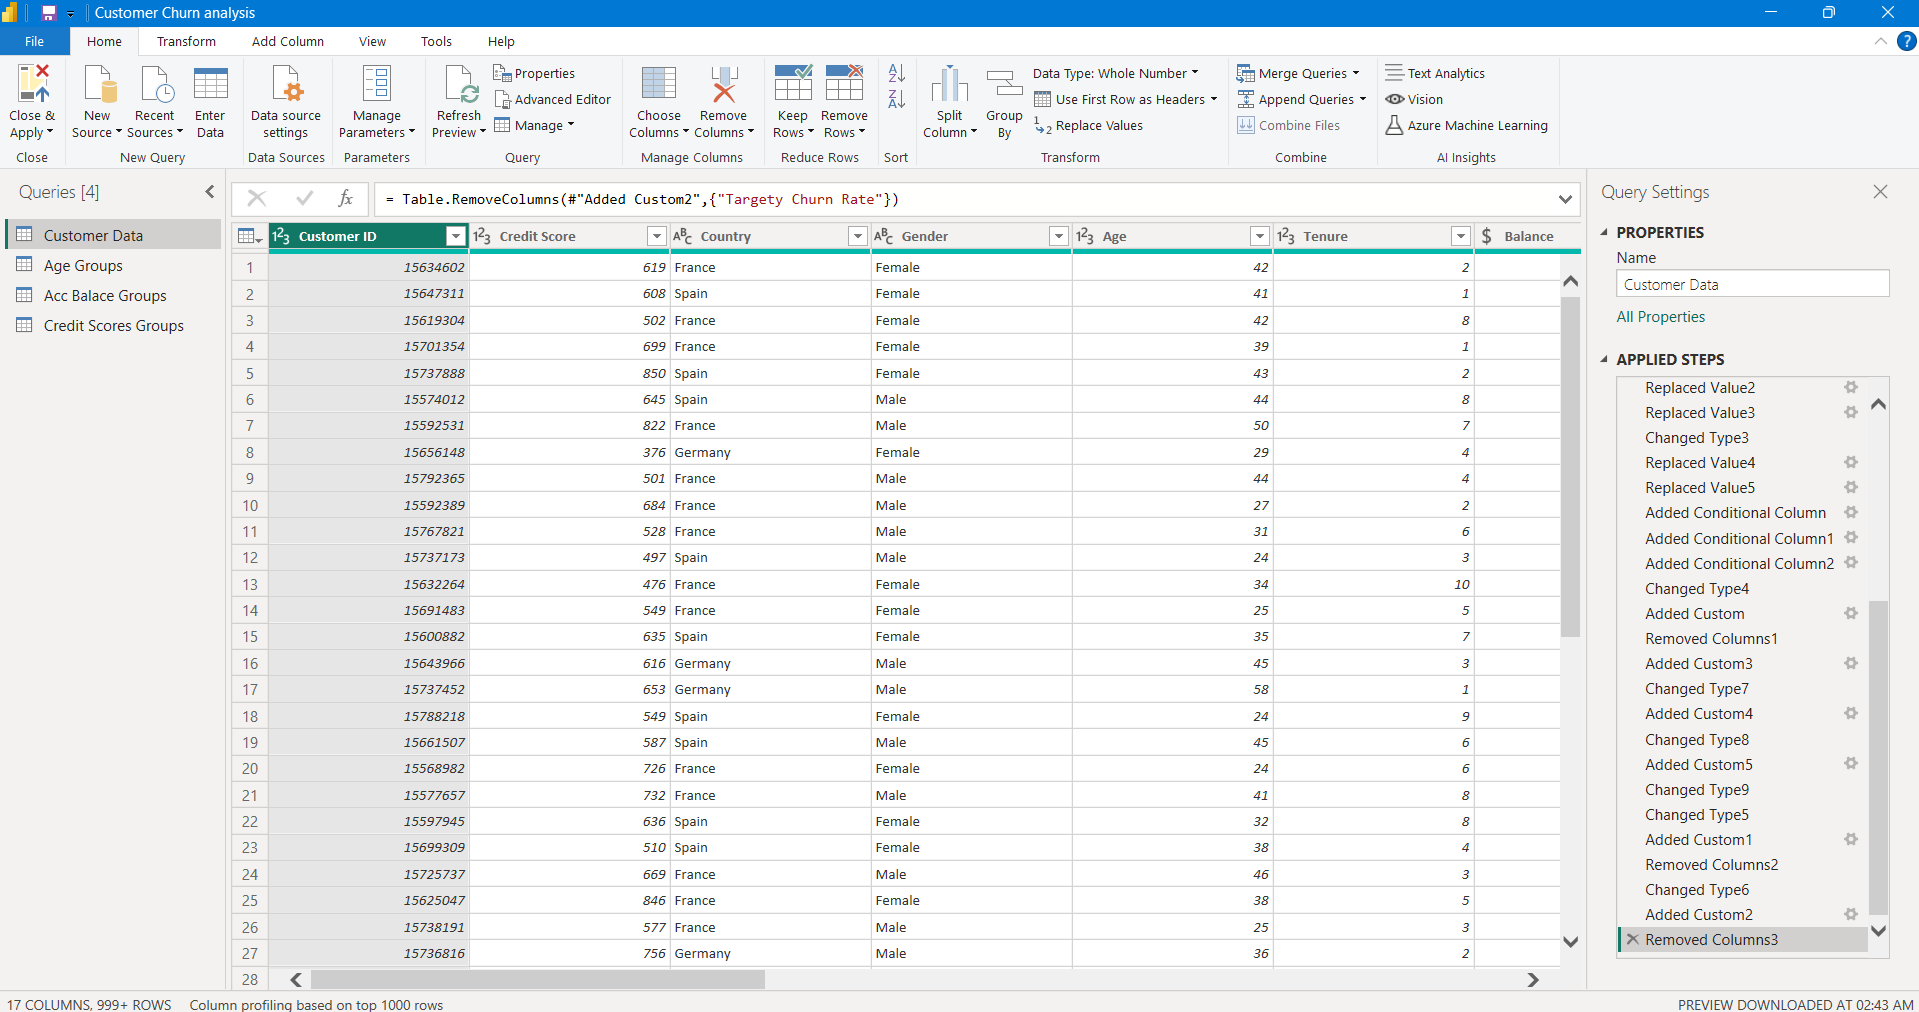 Customer Churn analysis
File Home Transform Add Column View Tools Help
Close & Apply
New Source
Recent Sources
Enter Data
Data source settings
Manage Parameters
Refresh Preview
Properties
Advanced Editor
Manage
Choose Columns
Remove Columns
Keep Rows
Remove Rows
Split Column
Group By
Data Type: Whole Number
Use First Row as Headers
Replace Values
Merge Queries
Append Queries
Combine Files
Text Analytics
Vision
Azure Machine Learning
Close New Query Data Sources Parameters Query Manage Columns Reduce Rows Sort Transform Combine AI Insights
Queries [4]
Customer Data
Age Groups
Acc Balace Groups
Credit Scores Groups
fx = Table.RemoveColumns(#"Added Custom2",{"Targety Churn Rate"})
Customer ID Credit Score Country Gender Age Tenure $ Balance
1 15634602 619 France Female 42 2
2 15647311 608 Spain Female 41 1
3 15619304 502 France Female 42 8
4 15701354 699 France Female 39 1
5 15737888 850 Spain Female 43 2
6 15574012 645 Spain Male 44 8
7 15592531 822 France Male 50 7
8 15656148 376 Germany Female 29 4
9 15792365 501 France Male 44 4
10 15592389 684 France Male 27 2
11 15767821 528 France Male 31 6
12 15737173 497 Spain Male 24 3
13 15632264 476 France Female 34 10
14 15691483 549 France Female 25 5
15 15600882 635 Spain Female 35 7
16 15643966 616 Germany Male 45 3
17 15737452 653 Germany Male 58 1
18 15788218 549 Spain Female 24 9
19 15661507 587 Spain Male 45 6
20 15568982 726 France Female 24 6
21 15577657 732 France Male 41 8
22 15597945 636 Spain Female 32 8
23 15699309 510 Spain Female 38 4
24 15725737 669 France Male 46 3
25 15625047 846 France Female 38 5
26 15738191 577 France Male 25 3
27 15736816 756 Germany Male 36 2
28
Query Settings
PROPERTIES
Name
Customer Data
All Properties
APPLIED STEPS
Replaced Value2
Replaced Value3
Changed Type3
Replaced Value4
Replaced Value5
Added Conditional Column
Added Conditional Column1
Added Conditional Column2
Changed Type4
Added Custom
Removed Columns1
Added Custom3
Changed Type7
Added Custom4
Changed Type8
Added Custom5
Changed Type9
Changed Type5
Added Custom1
Removed Columns2
Changed Type6
Added Custom2
Removed Columns3
17 COLUMNS, 999+ ROWS Column profiling based on top 1000 rows
PREVIEW DOWNLOADED AT 02:43 AM